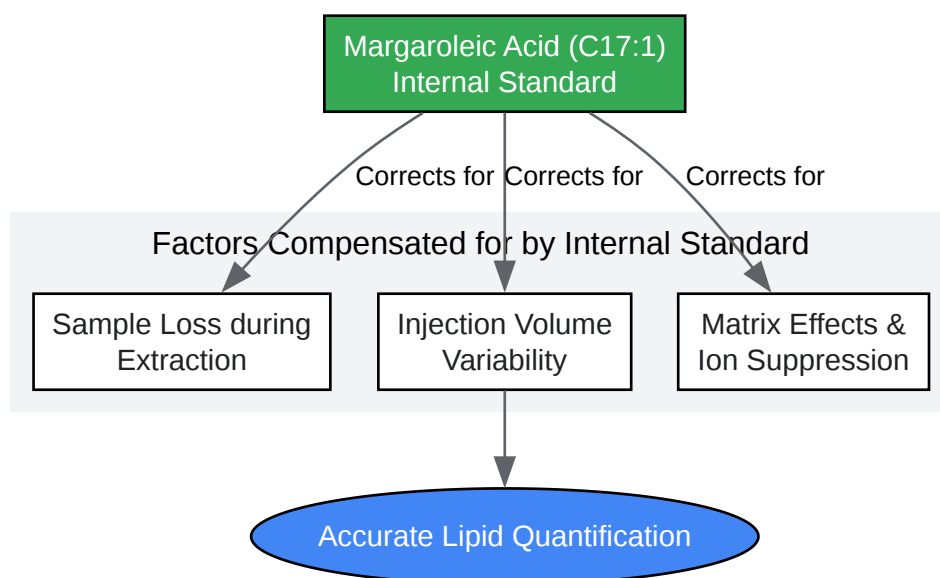 Margaroleic Acid (C17:1)
Internal Standard
Corrects for
Corrects for
Corrects for
Factors Compensated for by Internal Standard
Sample Loss during
Extraction
Injection Volume
Variability
Matrix Effects &
Ion Suppression
Accurate Lipid Quantification